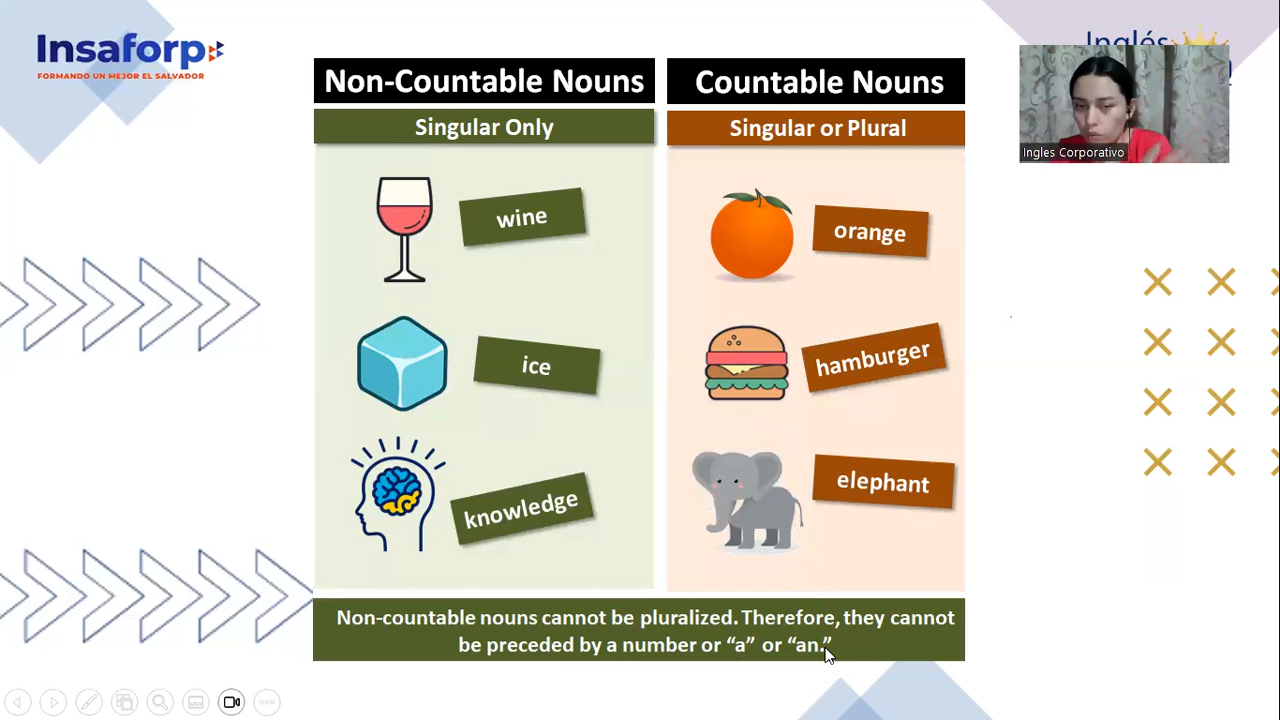 Insaforp
FORMANDO UN MEJOR EL SALVADOR
Inglés
Ingles Corporativo
Non-Countable Nouns
Countable Nouns
Singular Only
Singular or Plural
wine
orange
ice
hamburger
knowledge
elephant
Non-countable nouns cannot be pluralized. Therefore, they cannot
be preceded by a number or “a” or “an.”